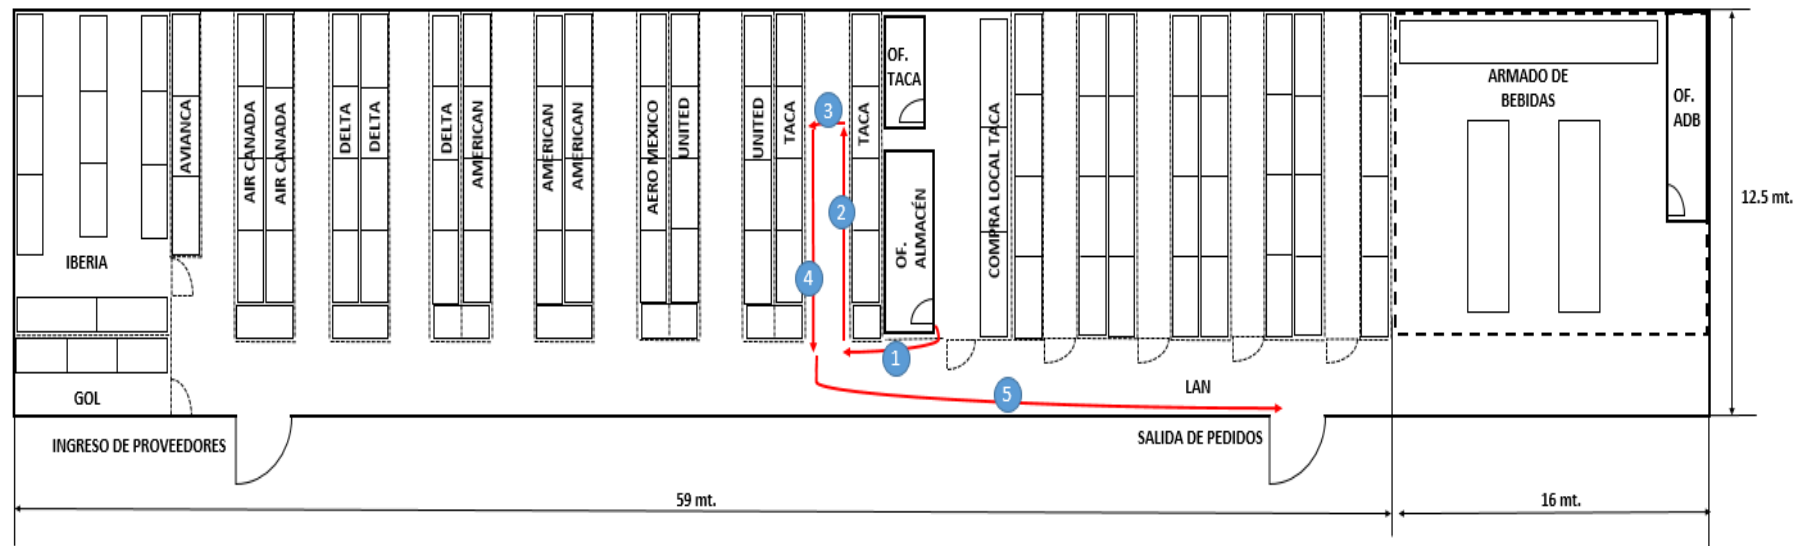 AVIANCA
AIR CANADA
AIR CANADA
DELTA
DELTA
DELTA
AMERICAN
AMERICAN
AMERICAN
AERO MEXICO
UNITED
UNITED
TACA
TACA
OF.
TACA
OF.
ALMACÉN
COMPRA LOCAL TACA
ARMADO DE
BEBIDAS
OF.
ADB
3
2
4
1
5
12.5 mt.
IBERIA
GOL
LAN
INGRESO DE PROVEEDORES
SALIDA DE PEDIDOS
59 mt.
16 mt.